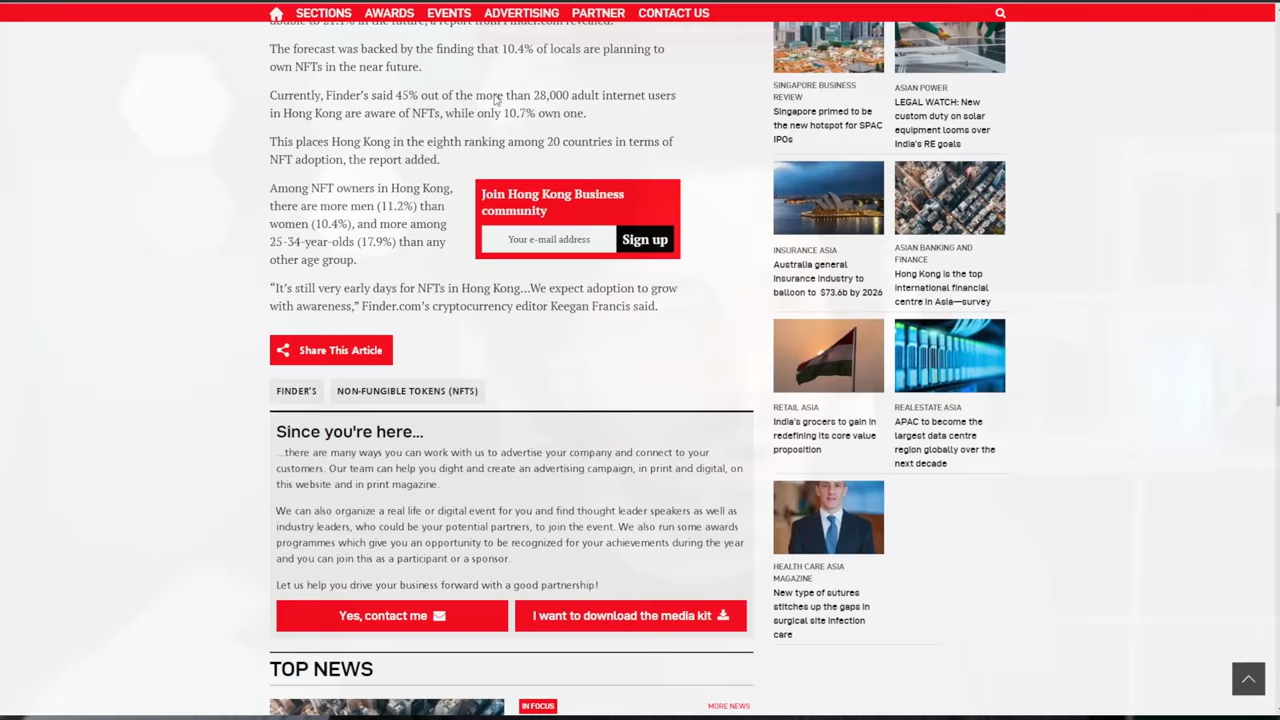 SECTIONS AWARDS EVENTS ADVERTISING PARTNER CONTACT US
double to 21.1% in the future, a report from Finder.com revealed.
The forecast was backed by the finding that 10.4% of locals are planning to
own NFTs in the near future.
Currently, Finder's said 45% out of the more than 28,000 adult internet users
in Hong Kong are aware of NFTs, while only 10.7% own one.
This places Hong Kong in the eighth ranking among 20 countries in terms of
NFT adoption, the report added.
Among NFT owners in Hong Kong,
there are more men (11.2%) than
women (10.4%), and more among
25-34-year-olds (17.9%) than any
other age group.
Join Hong Kong Business
community
Your e-mail address
Sign up
“It's still very early days for NFTs in Hong Kong...We expect adoption to grow
with awareness,” Finder.com's cryptocurrency editor Keegan Francis said.
Share This Article
FINDER'S
NON-FUNGIBLE TOKENS (NFTS)
Since you're here...
...there are many ways you can work with us to advertise your company and connect to your
customers. Our team can help you dight and create an advertising campaign, in print and digital, on
this website and in print magazine.
We can also organize a real life or digital event for you and find thought leader speakers as well as
industry leaders, who could be your potential partners, to join the event. We also run some awards
programmes which give you an opportunity to be recognized for your achievements during the year
and you can join this as a participant or a sponsor.
Let us help you drive your business forward with a good partnership!
Yes, contact me
I want to download the media kit
TOP NEWS
IN FOCUS
MORE NEWS
SINGAPORE BUSINESS
REVIEW
Singapore primed to be
the new hotspot for SPAC
IPOs
ASIAN POWER
LEGAL WATCH: New
custom duty on solar
equipment looms over
India's RE goals
INSURANCE ASIA
Australia general
insurance industry to
balloon to $73.6b by 2026
ASIAN BANKING AND
FINANCE
Hong Kong is the top
international financial
centre in Asia—survey
RETAIL ASIA
India's grocers to gain in
redefining its core value
proposition
REALESTATE ASIA
APAC to become the
largest data centre
region globally over the
next decade
HEALTH CARE ASIA
MAGAZINE
New type of sutures
stitches up the gaps in
surgical site infection
care